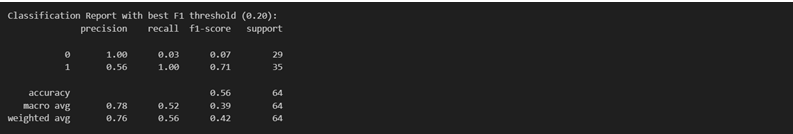 Classification Report with best F1 threshold (0.20):
precision recall f1-score support
0 1.00 0.03 0.07 29
1 0.56 1.00 0.71 35
accuracy 0.56 64
macro avg 0.78 0.52 0.39 64
weighted avg 0.76 0.56 0.42 64